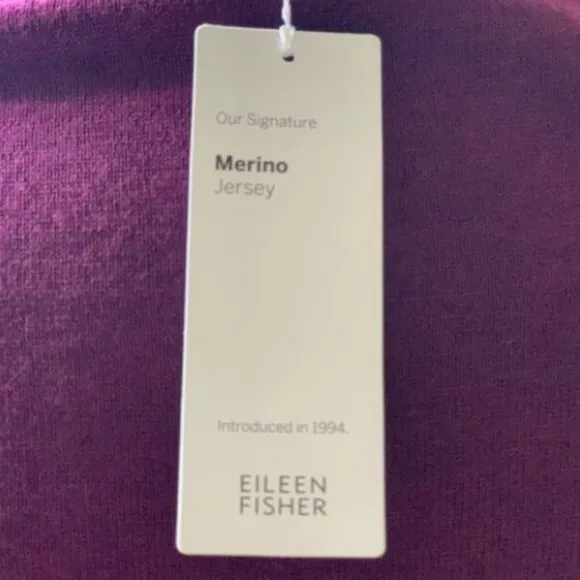 Our Signature
Merino
Jersey
Introduced in 1994.
EILEEN
FISHER